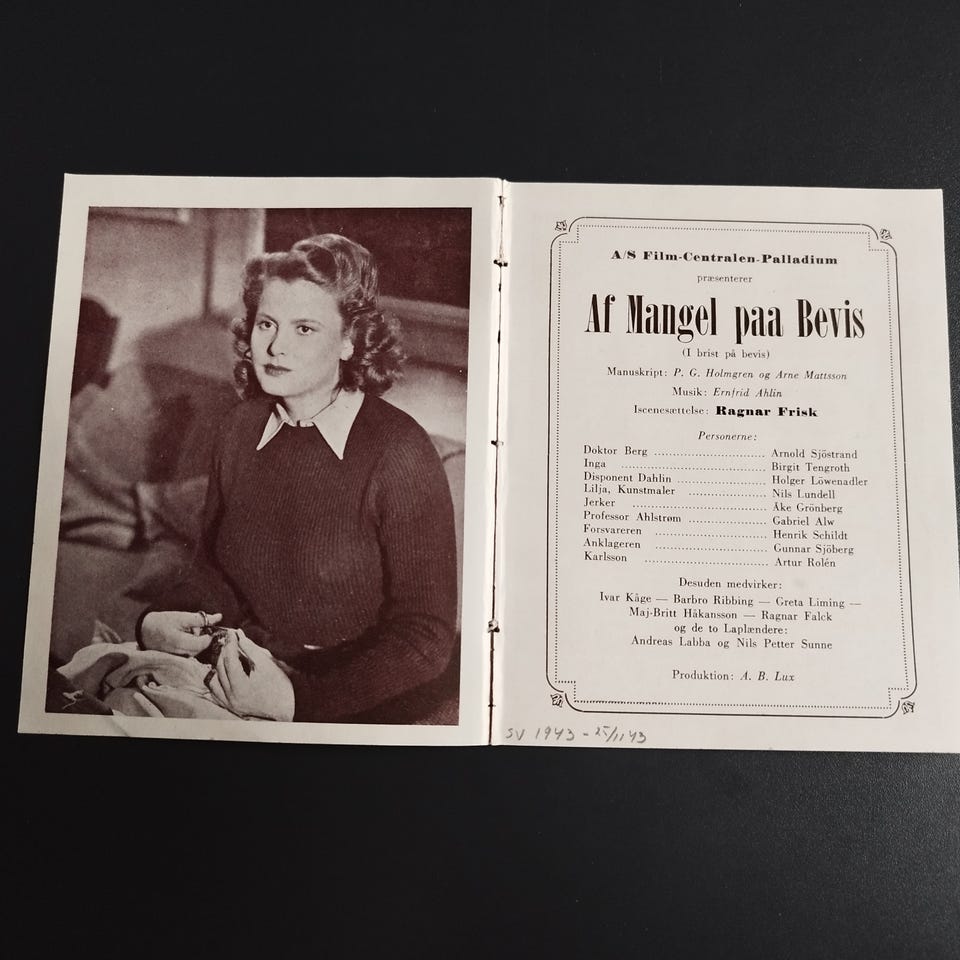 A/S Film-Centralen-Palladium
præsenterer
Af Mangel paa Bevis
(I brist på bevis)
Manuskript: P. G. Holmgren og Arne Mattsson
Musik: Ernfrid Ahlin
Iscenesættelse: Ragnar Frisk
Personerne:
Doktor Berg ........................ Arnold Sjöstrand
Inga ........................ Birgit Tengroth
Disponent Dahlin ........................ Holger Löwenadler
Lilja, Kunstmaler ........................ Nils Lundell
Jerker ........................ Åke Grönberg
Professor Ahlstrøm ........................ Gabriel Alw
Forsvareren ........................ Henrik Schildt
Anklageren ........................ Gunnar Sjöberg
Karlsson ........................ Artur Rolén
Desuden medvirker:
Ivar Kåge — Barbro Ribbing — Greta Liming —
Maj-Britt Håkansson — Ragnar Falck
og de to Laplændere:
Andreas Labba og Nils Petter Sunne
Produktion: A. B. Lux
SV 1943 - 25/11 43